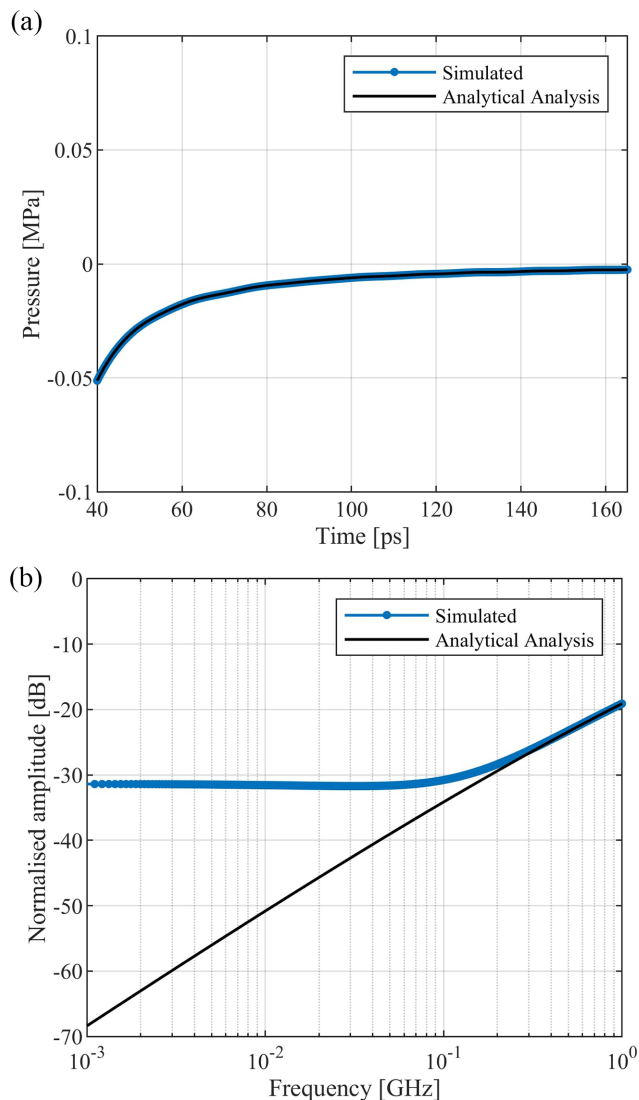 (a)
0.1
0.05
0
-0.05
-0.1
Pressure [MPa]
Simulated
Analytical Analysis
40
60
80
100
120
140
160
Time [ps]
(b)
0
-10
-20
-30
-40
-50
-60
-70
Normalised amplitude [dB]
Simulated
Analytical Analysis
10⁻³
10⁻²
10⁻¹
10⁰
Frequency [GHz]